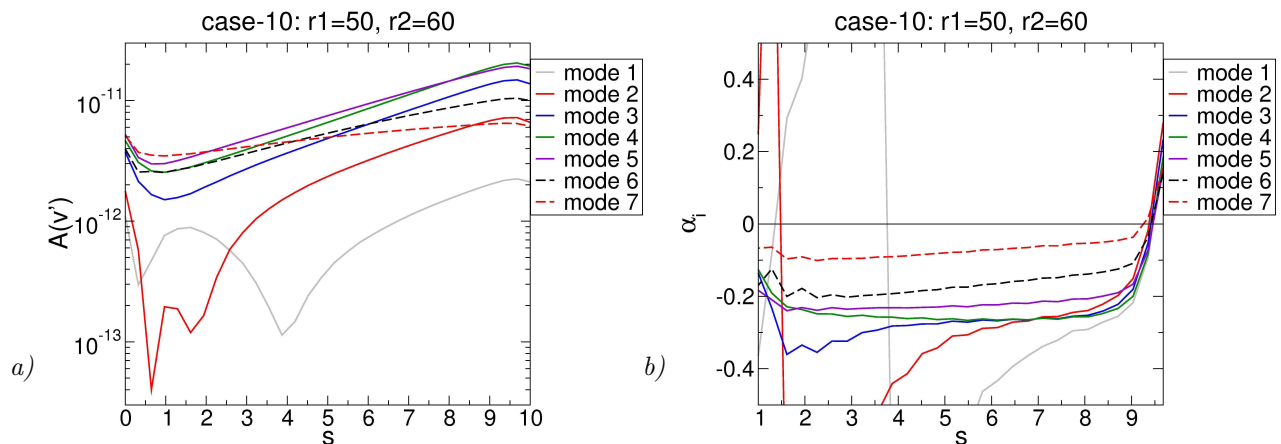 case-10: r1=50, r2=60
A(v')
10^-11
10^-12
10^-13
0 1 2 3 4 5 6 7 8 9 10
s
mode 1
mode 2
mode 3
mode 4
mode 5
mode 6
mode 7
a)
case-10: r1=50, r2=60
α_i
0.4
0.2
0
-0.2
-0.4
1 2 3 4 5 6 7 8 9
s
mode 1
mode 2
mode 3
mode 4
mode 5
mode 6
mode 7
b)